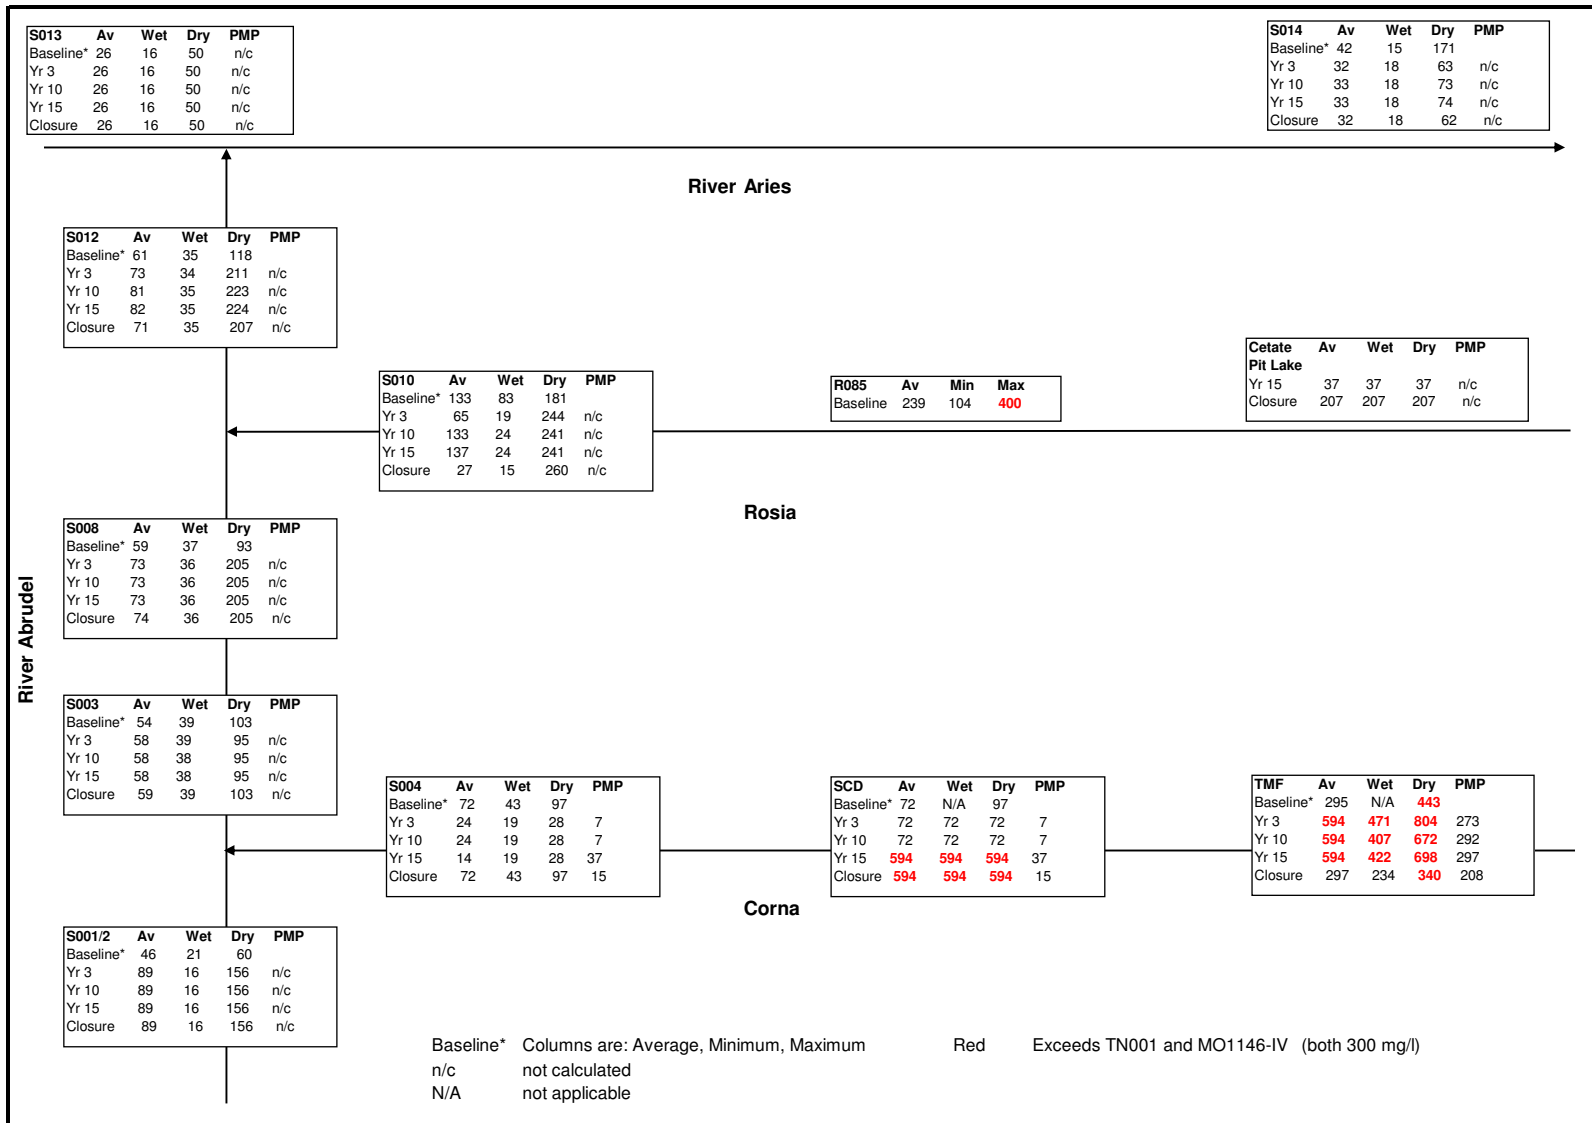 S013 Av Wet Dry PMP
Baseline* 26 16 50 n/c
Yr 3 26 16 50 n/c
Yr 10 26 16 50 n/c
Yr 15 26 16 50 n/c
Closure 26 16 50 n/c
S014 Av Wet Dry PMP
Baseline* 42 15 171
Yr 3 32 18 63 n/c
Yr 10 33 18 73 n/c
Yr 15 33 18 74 n/c
Closure 32 18 62 n/c
River Aries
S012 Av Wet Dry PMP
Baseline* 61 35 118
Yr 3 73 34 211 n/c
Yr 10 81 35 223 n/c
Yr 15 82 35 224 n/c
Closure 71 35 207 n/c
S010 Av Wet Dry PMP
Baseline* 133 83 181
Yr 3 65 19 244 n/c
Yr 10 133 24 241 n/c
Yr 15 137 24 241 n/c
Closure 27 15 260 n/c
R085 Av Min Max
Baseline 239 104 400
Cetate Av Wet Dry PMP
Pit Lake
Yr 15 37 37 37 n/c
Closure 207 207 207 n/c
Rosia
S008 Av Wet Dry PMP
Baseline* 59 37 93
Yr 3 73 36 205 n/c
Yr 10 73 36 205 n/c
Yr 15 73 36 205 n/c
Closure 74 36 205 n/c
River Abrudel
S003 Av Wet Dry PMP
Baseline* 54 39 103
Yr 3 58 39 95 n/c
Yr 10 58 38 95 n/c
Yr 15 58 38 95 n/c
Closure 59 39 103 n/c
S004 Av Wet Dry PMP
Baseline* 72 43 97
Yr 3 24 19 28 7
Yr 10 24 19 28 7
Yr 15 14 19 28 37
Closure 72 43 97 15
SCD Av Wet Dry PMP
Baseline* 72 N/A 97
Yr 3 72 72 72 7
Yr 10 72 72 72 7
Yr 15 594 594 594 37
Closure 594 594 594 15
TMF Av Wet Dry PMP
Baseline* 295 N/A 443
Yr 3 594 471 804 273
Yr 10 594 407 672 292
Yr 15 594 422 698 297
Closure 297 234 340 208
Corna
S001/2 Av Wet Dry PMP
Baseline* 46 21 60
Yr 3 89 16 156 n/c
Yr 10 89 16 156 n/c
Yr 15 89 16 156 n/c
Closure 89 16 156 n/c
Baseline* Columns are: Average, Minimum, Maximum Red Exceeds TN001 and MO1146-IV (both 300 mg/l)
n/c not calculated
N/A not applicable